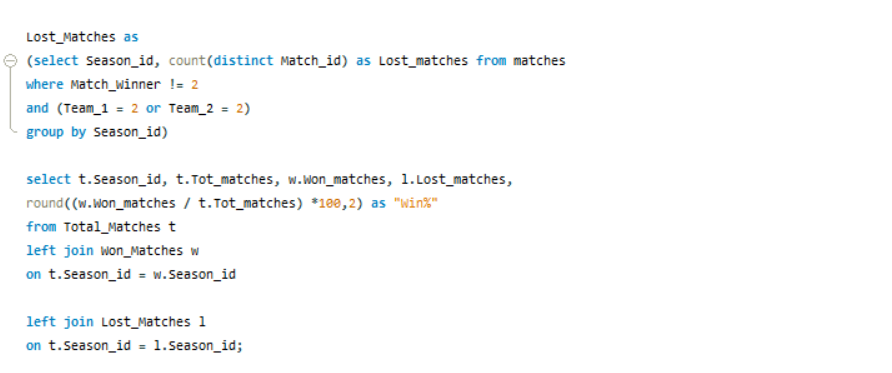 Lost_Matches as
(select Season_id, count(distinct Match_id) as Lost_matches from matches
where Match_Winner != 2
and (Team_1 = 2 or Team_2 = 2)
group by Season_id)
select t.Season_id, t.Tot_matches, w.Won_matches, l.Lost_matches,
round((w.Won_matches / t.Tot_matches) *100,2) as "Win%"
from Total_Matches t
left join Won_Matches w
on t.Season_id = w.Season_id
left join Lost_Matches l
on t.Season_id = l.Season_id;